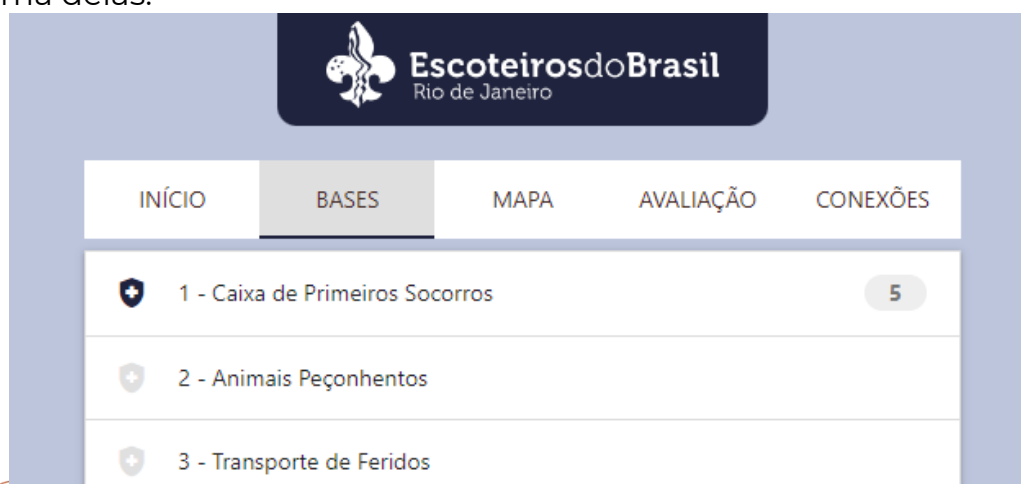 delas.
EscoteirosdoBrasil
Rio de Janeiro
INÍCIO BASES MAPA AVALIAÇÃO CONEXÕES
1 - Caixa de Primeiros Socorros 5
2 - Animais Peçonhentos
3 - Transporte de Feridos